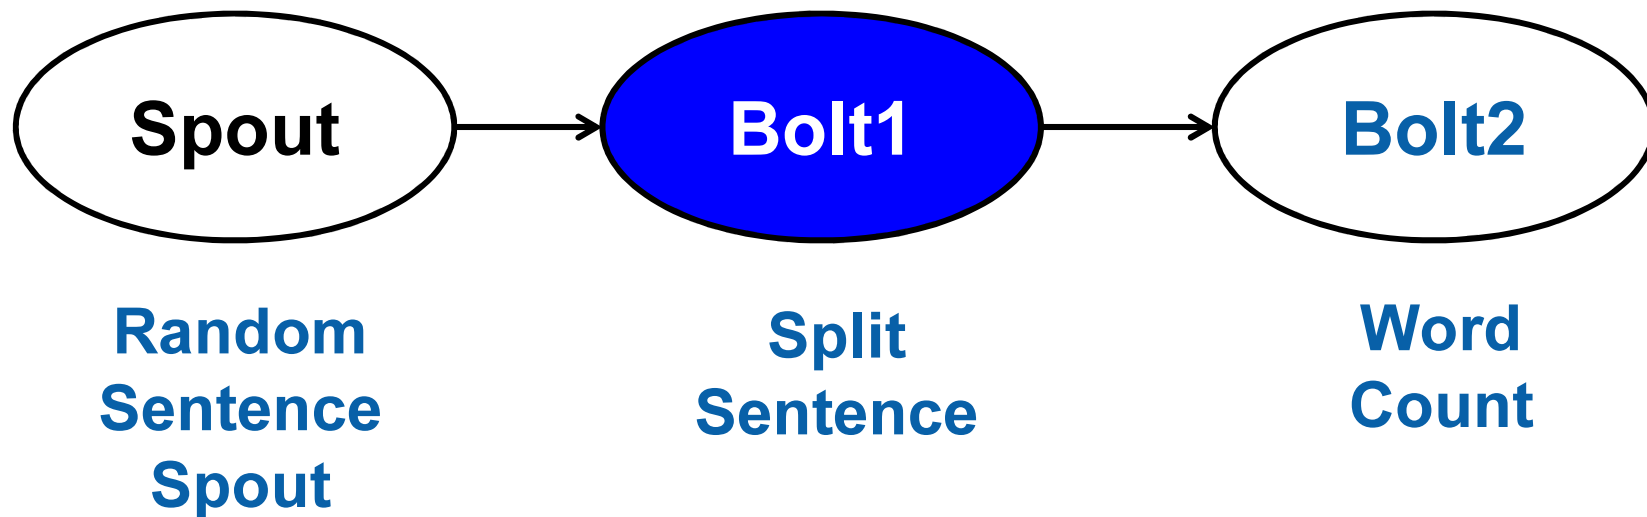 Spout
Bolt1
Bolt2
Random
Sentence
Spout
Split
Sentence
Word
Count